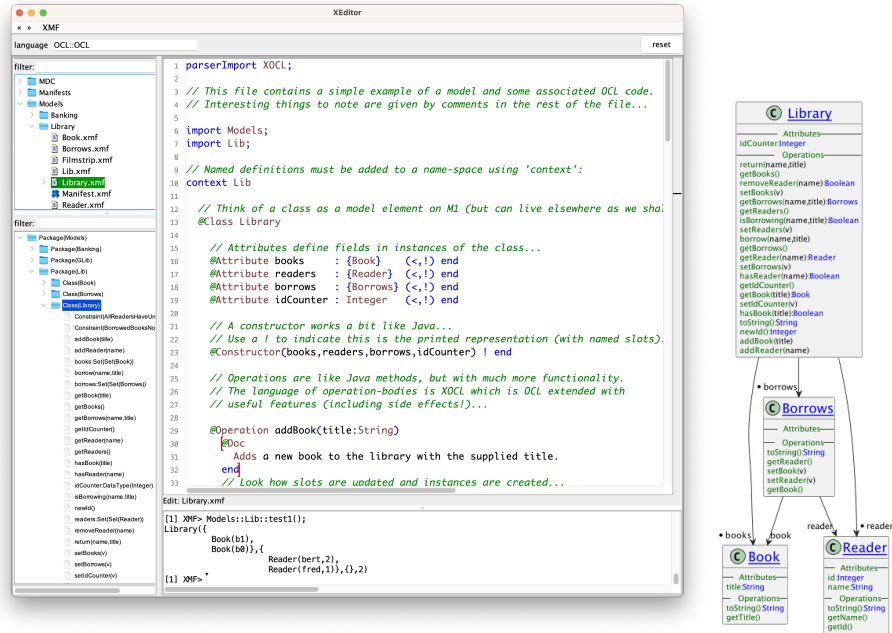 XEditor
« » XMF
language OCL::OCL
reset
filter:
MDC
Manifests
Models
Banking
Library
Book.xmf
Borrows.xmf
Filmstrip.xmf
Lib.xmf
Library.xmf
Manifest.xmf
Reader.xmf
filter:
Package(Models)
Package(Banking)
Package(GLib)
Package(Lib)
Class(Book)
Class(Borrows)
Class(Library)
Constraint(AllReadersHaveUn
Constraint(BorrowedBooksNo
addBook(title)
addReader(name)
books:Set(Set(Book))
borrow(name,title)
borrows:Set(Set(Borrows))
getBook(title)
getBooks()
getBorrows(name,title)
getIdCounter()
getReader(name)
getReaders()
hasBook(title)
hasReader(name)
idCounter:DataType(Integer)
isBorrowing(name,title)
newId()
readers:Set(Set(Reader))
removeReader(name)
return(name,title)
setBooks(v)
setBorrows(v)
setIdCounter(v)
1 parserImport XOCL;
2
3 // This file contains a simple example of a model and some associated OCL code.
4 // Interesting things to note are given by comments in the rest of the file...
5
6 import Models;
7 import Lib;
8
9 // Named definitions must be added to a name-space using 'context':
10 context Lib
11
12 // Think of a class as a model element on M1 (but can live elsewhere as we shal
13 @Class Library
14
15 // Attributes define fields in instances of the class...
16 @Attribute books : {Book} (<,!) end
17 @Attribute readers : {Reader} (<,!) end
18 @Attribute borrows : {Borrows} (<,!) end
19 @Attribute idCounter : Integer (<,!) end
20
21 // A constructor works a bit like Java...
22 // Use a ! to indicate this is the printed representation (with named slots).
23 @Constructor(books,readers,borrows,idCounter) ! end
24
25 // Operations are like Java methods, but with much more functionality.
26 // The language of operation-bodies is XOCL which is OCL extended with
27 // useful features (including side effects!)...
28
29 @Operation addBook(title:String)
30 @Doc
31 Adds a new book to the library with the supplied title.
32 end
33 // Look how slots are updated and instances are created...
Edit: Library.xmf
[1] XMF> Models::Lib::test1();
Library({
Book(b1),
Book(b0)},{
Reader(bert,2),
Reader(fred,1)},{},2)
[1] XMF>
C Library
Attributes
idCounter:Integer
Operations
return(name,title)
getBooks()
removeReader(name):Boolean
setBooks(v)
getBorrows(name,title):Borrows
getReaders()
isBorrowing(name,title):Boolean
setReaders(v)
borrow(name,title)
getBorrows()
getReader(name):Reader
setBorrows(v)
hasReader(name):Boolean
getIdCounter()
getBook(title):Book
setIdCounter(v)
hasBook(title):Boolean
toString():String
newId():Integer
addBook(title)
addReader(name)
borrows
C Borrows
Attributes
Operations
toString():String
getReader()
setBook(v)
setReader(v)
getBook()
books
book
reader
reader
C Book
Attributes
title:String
Operations
toString():String
getTitle()
C Reader
Attributes
id:Integer
name:String
Operations
toString():String
getName()
getId()